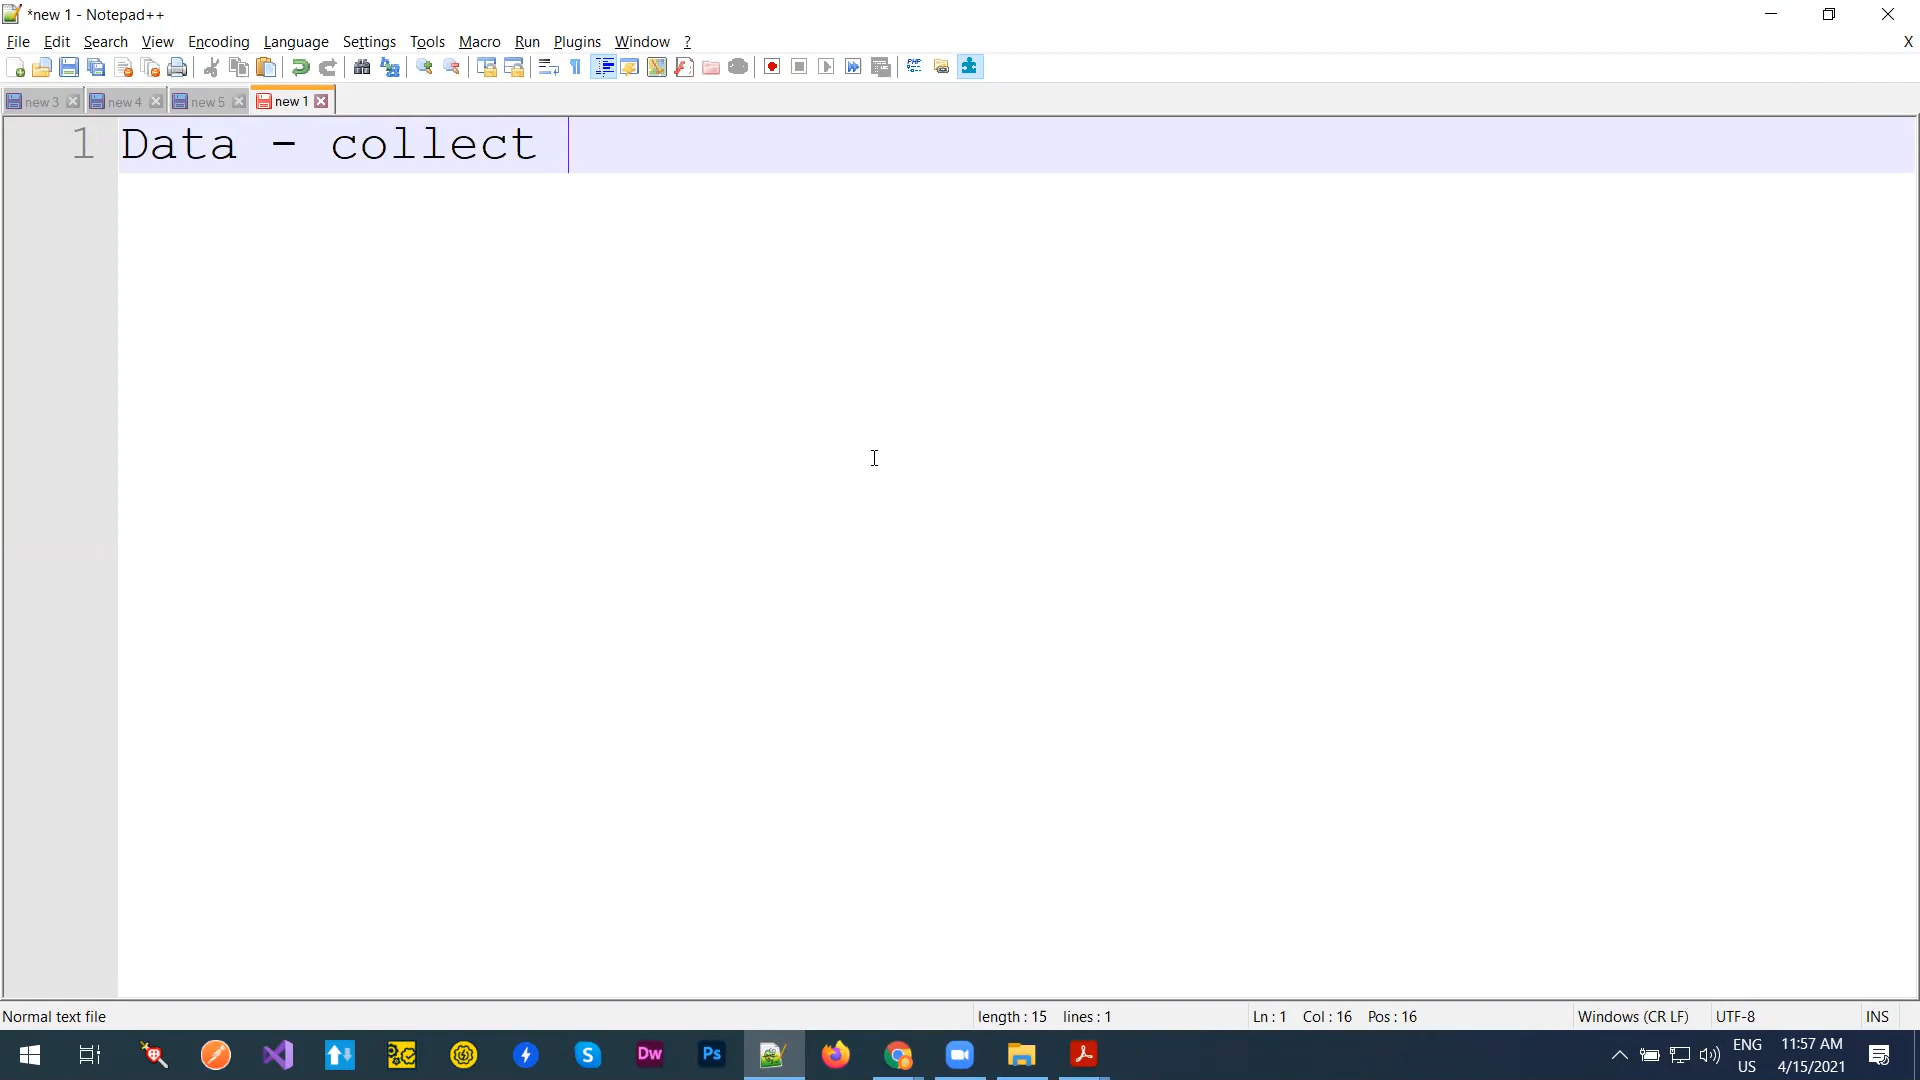 *new 1 - Notepad++
File Edit Search View Encoding Language Settings Tools Macro Run Plugins Window ? X
new 3 new 4 new 5 new 1
1 Data - collect
Normal text file length : 15 lines : 1 Ln : 1 Col : 16 Pos : 16 Windows (CR LF) UTF-8 INS
S Dw Ps
ENG 11:57 AM
US 4/15/2021